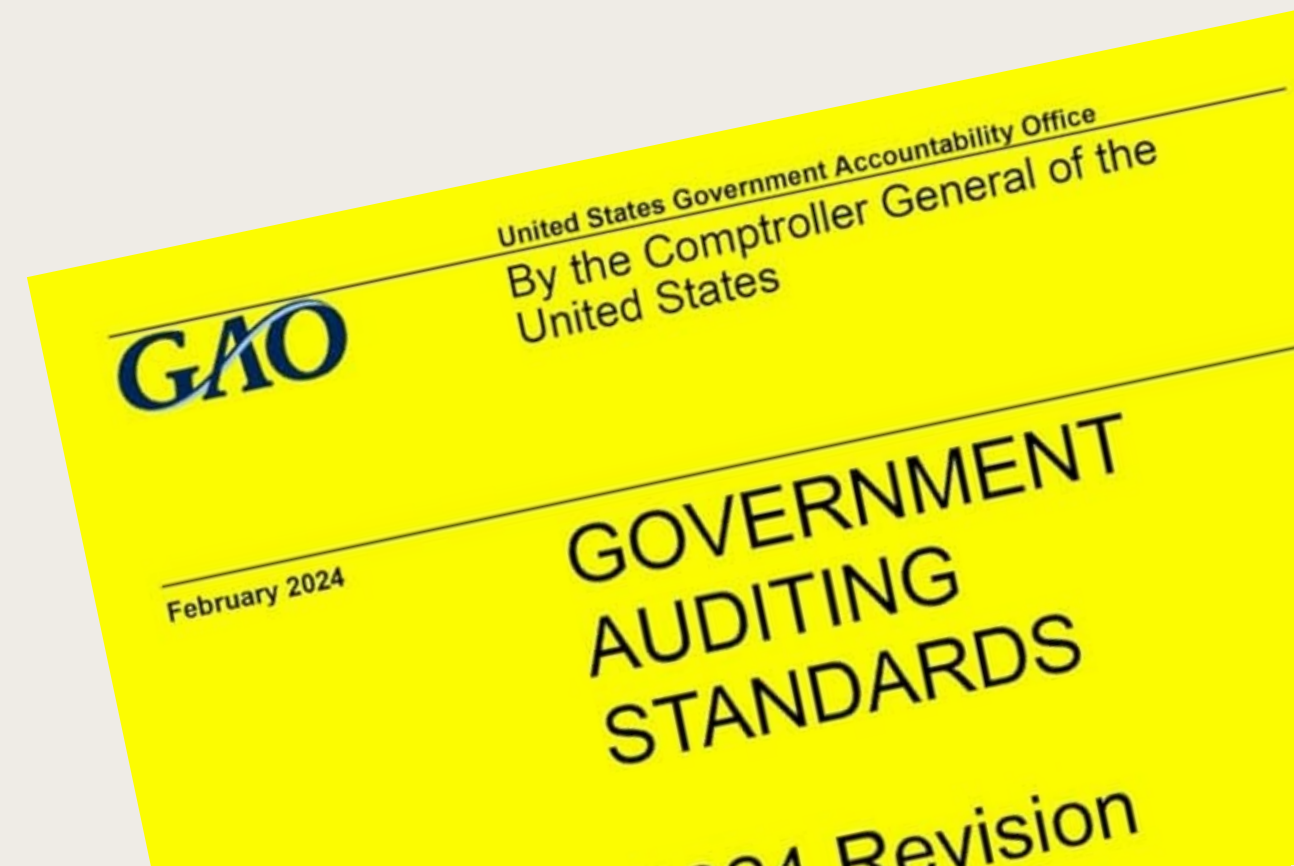 United States Government Accountability Office
By the Comptroller General of the
United States
GAO
February 2024
GOVERNMENT
AUDITING
STANDARDS
Revision